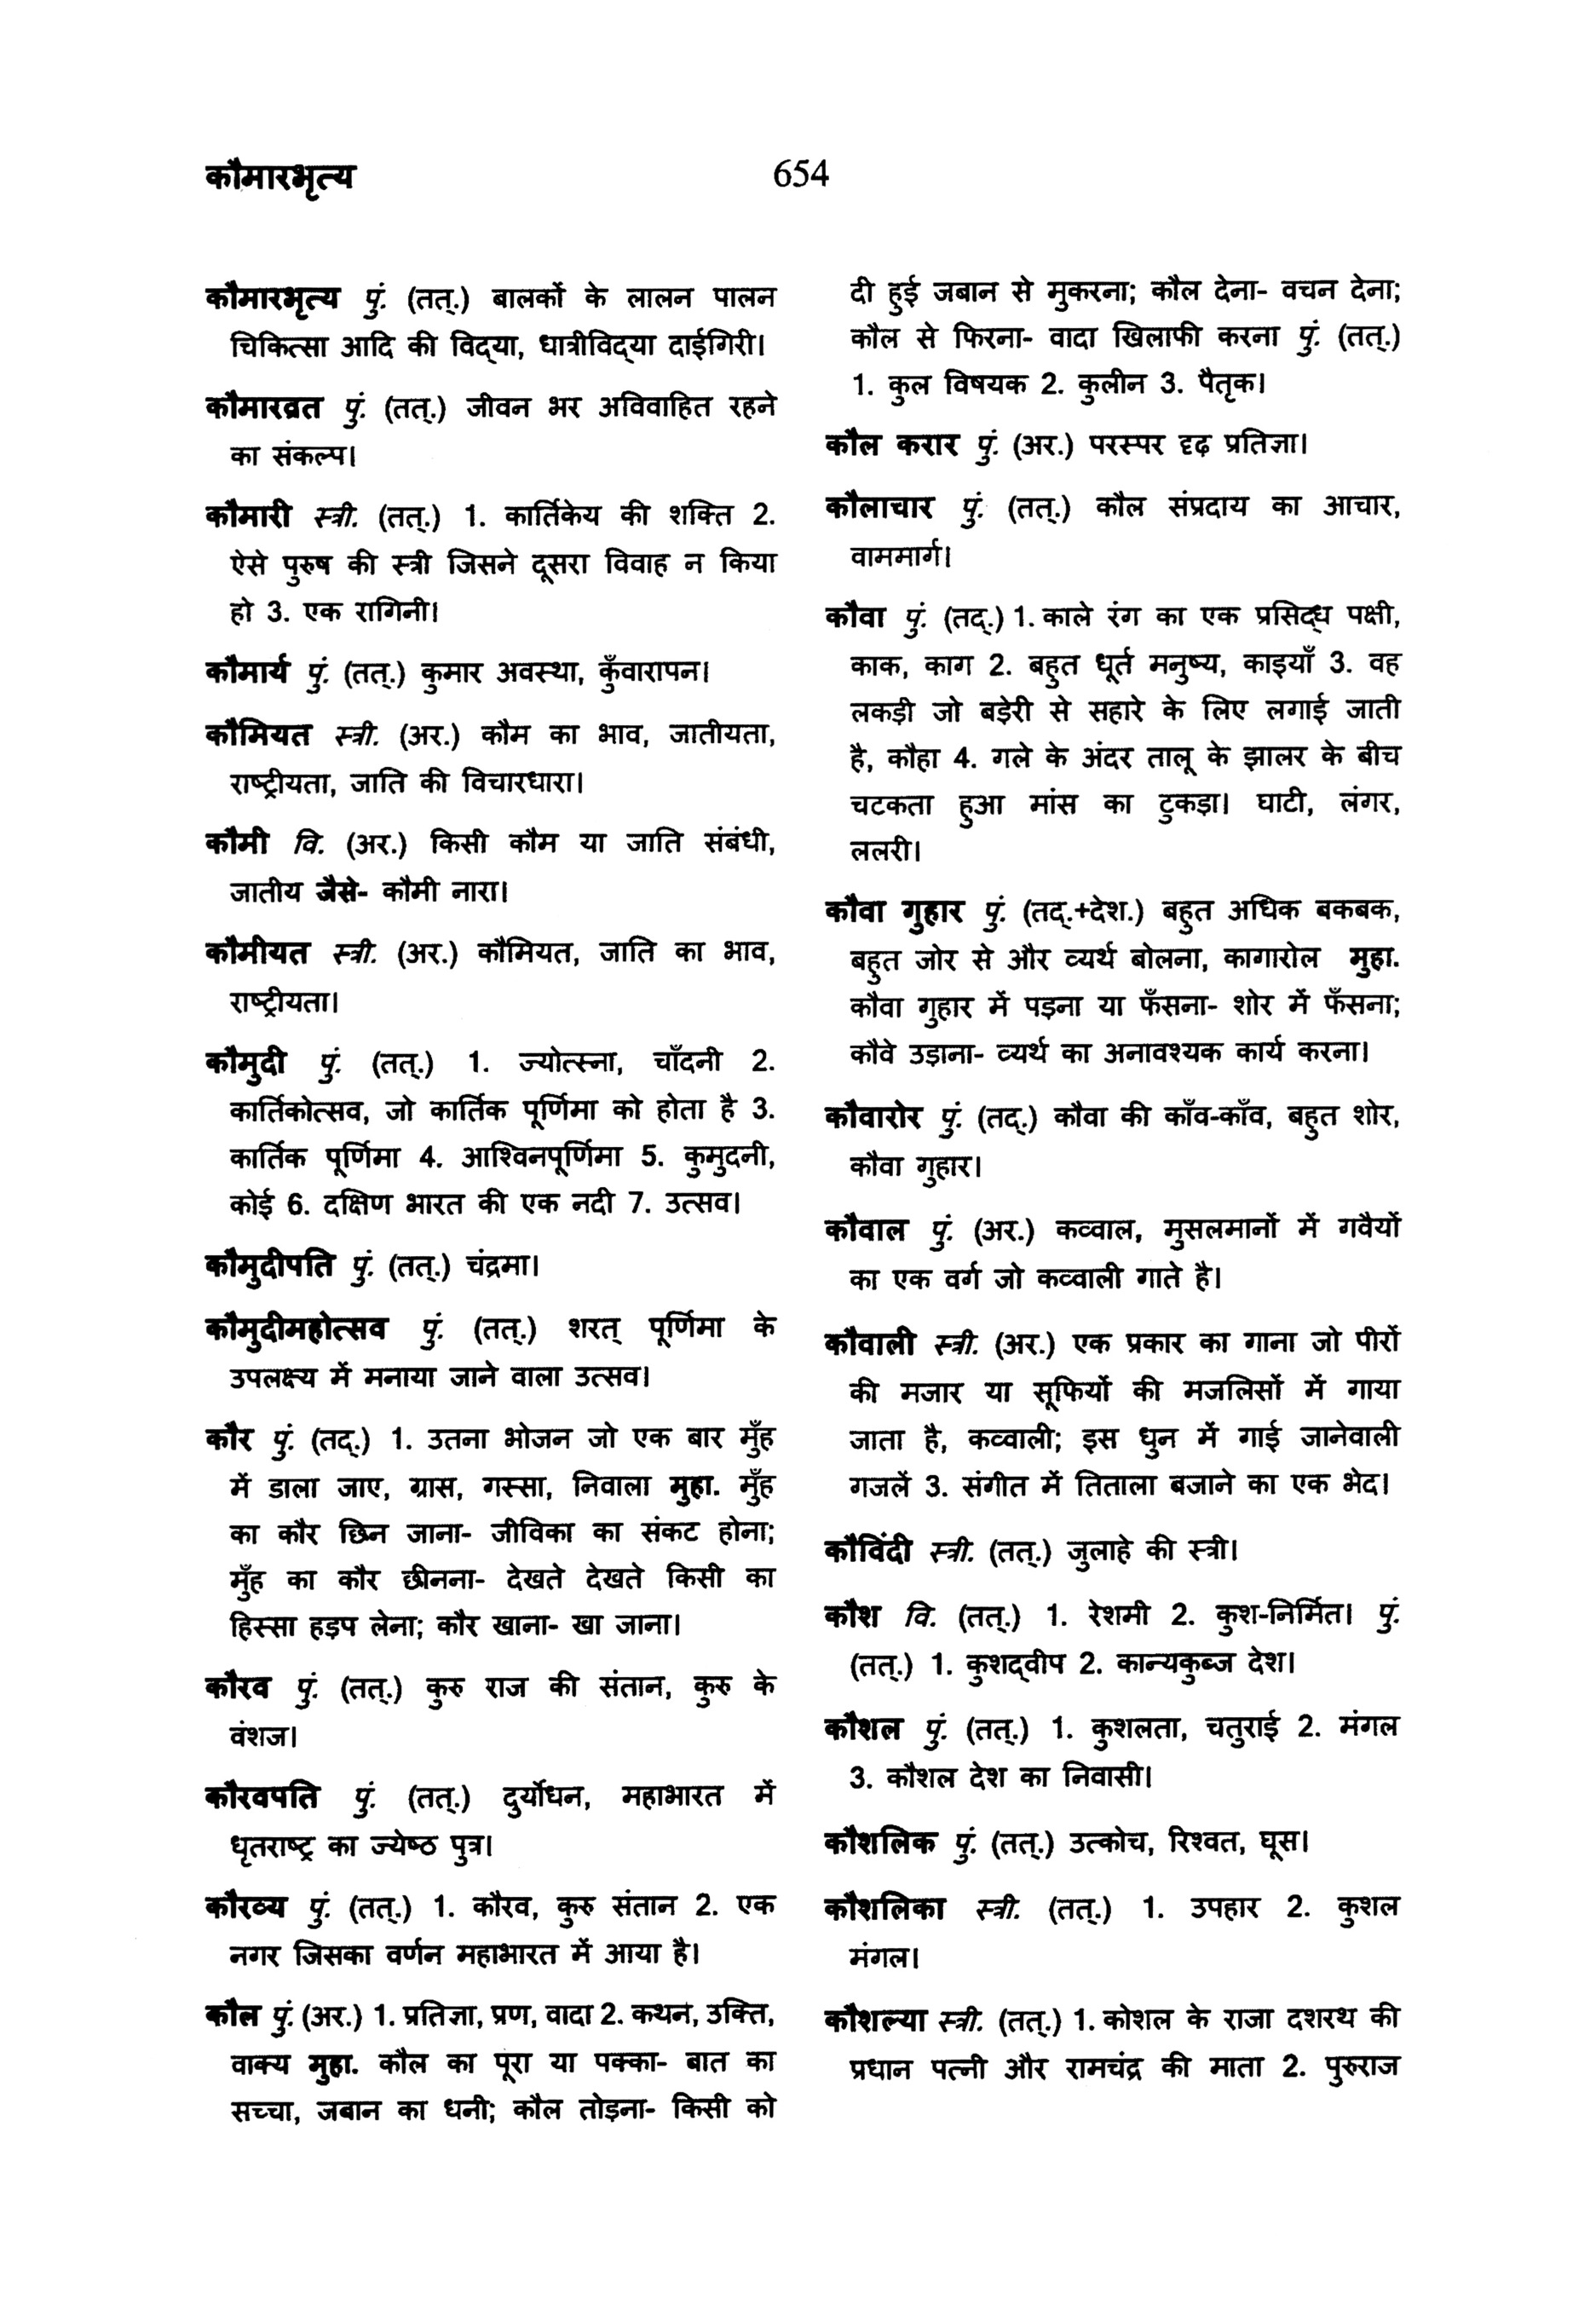 कौमारभृत्य
654
कौमारभृत्य पुं. (तत्.) बालकों के लालन पालन
चिकित्सा आदि की विद्या, धात्रीविद्या दाईगिरी।
कौमारव्रत पुं. (तत्.) जीवन भर अविवाहित रहने
का संकल्प।
कौमारी स्त्री. (तत्.) 1. कार्तिकेय की शक्ति 2.
ऐसे पुरुष की स्त्री जिसने दूसरा विवाह न किया
हो 3. एक रागिनी।
कौमार्य पुं. (तत्.) कुमार अवस्था, कुँवारापन।
कौमियत स्त्री. (अर.) कौम का भाव, जातीयता,
राष्ट्रीयता, जाति की विचारधारा।
कौमी वि. (अर.) किसी कौम या जाति संबंधी,
जातीय जैसे- कौमी नारा।
कौमीयत स्त्री. (अर.) कौमियत, जाति का भाव,
राष्ट्रीयता।
कौमुदी पुं. (तत्.) 1. ज्योत्स्ना, चाँदनी 2.
कार्तिकोत्सव, जो कार्तिक पूर्णिमा को होता है 3.
कार्तिक पूर्णिमा 4. आश्विनपूर्णिमा 5. कुमुदनी,
कोई 6. दक्षिण भारत की एक नदी 7. उत्सव।
कौमुदीपति पुं. (तत्.) चंद्रमा।
कौमुदीमहोत्सव पुं. (तत्.) शरत् पूर्णिमा के
उपलक्ष्य में मनाया जाने वाला उत्सव।
कौर पुं. (तद्.) 1. उतना भोजन जो एक बार मुँह
में डाला जाए, ग्रास, गस्सा, निवाला मुहा. मुँह
का कौर छिन जाना- जीविका का संकट होना;
मुँह का कौर छीनना- देखते देखते किसी का
हिस्सा हड़प लेना; कौर खाना- खा जाना।
कौरव पुं. (तत्.) कुरु राज की संतान, कुरु के
वंशज।
कौरवपति पुं. (तत्.) दुर्योधन, महाभारत में
धृतराष्ट्र का ज्येष्ठ पुत्र।
कौरव्य पुं. (तत्.) 1. कौरव, कुरु संतान 2. एक
नगर जिसका वर्णन महाभारत में आया है।
कौल पुं. (अर.) 1. प्रतिज्ञा, प्रण, वादा 2. कथन, उक्ति,
वाक्य मुहा. कौल का पूरा या पक्का- बात का
सच्चा, जबान का धनी; कौल तोड़ना- किसी को
दी हुई जबान से मुकरना; कौल देना- वचन देना;
कौल से फिरना- वादा खिलाफी करना पुं. (तत्.)
1. कुल विषयक 2. कुलीन 3. पैतृक।
कौल करार पुं. (अर.) परस्पर दृढ़ प्रतिज्ञा।
कौलाचार पुं. (तत्.) कौल संप्रदाय का आचार,
वाममार्ग।
कौवा पुं. (तद्.) 1. काले रंग का एक प्रसिद्ध पक्षी,
काक, काग 2. बहुत धूर्त मनुष्य, काइयाँ 3. वह
लकड़ी जो बड़ेरी से सहारे के लिए लगाई जाती
है, कौहा 4. गले के अंदर तालू के झालर के बीच
चटकता हुआ मांस का टुकड़ा। घाटी, लंगर,
ललरी।
कौवा गुहार पुं. (तद्.+देश.) बहुत अधिक बकबक,
बहुत जोर से और व्यर्थ बोलना, कागारोल मुहा.
कौवा गुहार में पड़ना या फँसना- शोर में फँसना;
कौवे उड़ाना- व्यर्थ का अनावश्यक कार्य करना।
कौवारोर पुं. (तद्.) कौवा की काँव-काँव, बहुत शोर,
कौवा गुहार।
कौवाल पुं. (अर.) कव्वाल, मुसलमानों में गवैयों
का एक वर्ग जो कव्वाली गाते है।
कौवाली स्त्री. (अर.) एक प्रकार का गाना जो पीरों
की मजार या सूफियों की मजलिसों में गाया
जाता है, कव्वाली; इस धुन में गाई जानेवाली
गजलें 3. संगीत में तिताला बजाने का एक भेद।
कौविंदी स्त्री. (तत्.) जुलाहे की स्त्री।
कौश वि. (तत्.) 1. रेशमी 2. कुश-निर्मित। पुं.
(तत्.) 1. कुशद्वीप 2. कान्यकुब्ज देश।
कौशल पुं. (तत्.) 1. कुशलता, चतुराई 2. मंगल
3. कौशल देश का निवासी।
कौशलिक पुं. (तत्.) उत्कोच, रिश्वत, घूस।
कौशलिका स्त्री. (तत्.) 1. उपहार 2. कुशल
मंगल।
कौशल्या स्त्री. (तत्.) 1. कोशल के राजा दशरथ की
प्रधान पत्नी और रामचंद्र की माता 2. पुरुराज